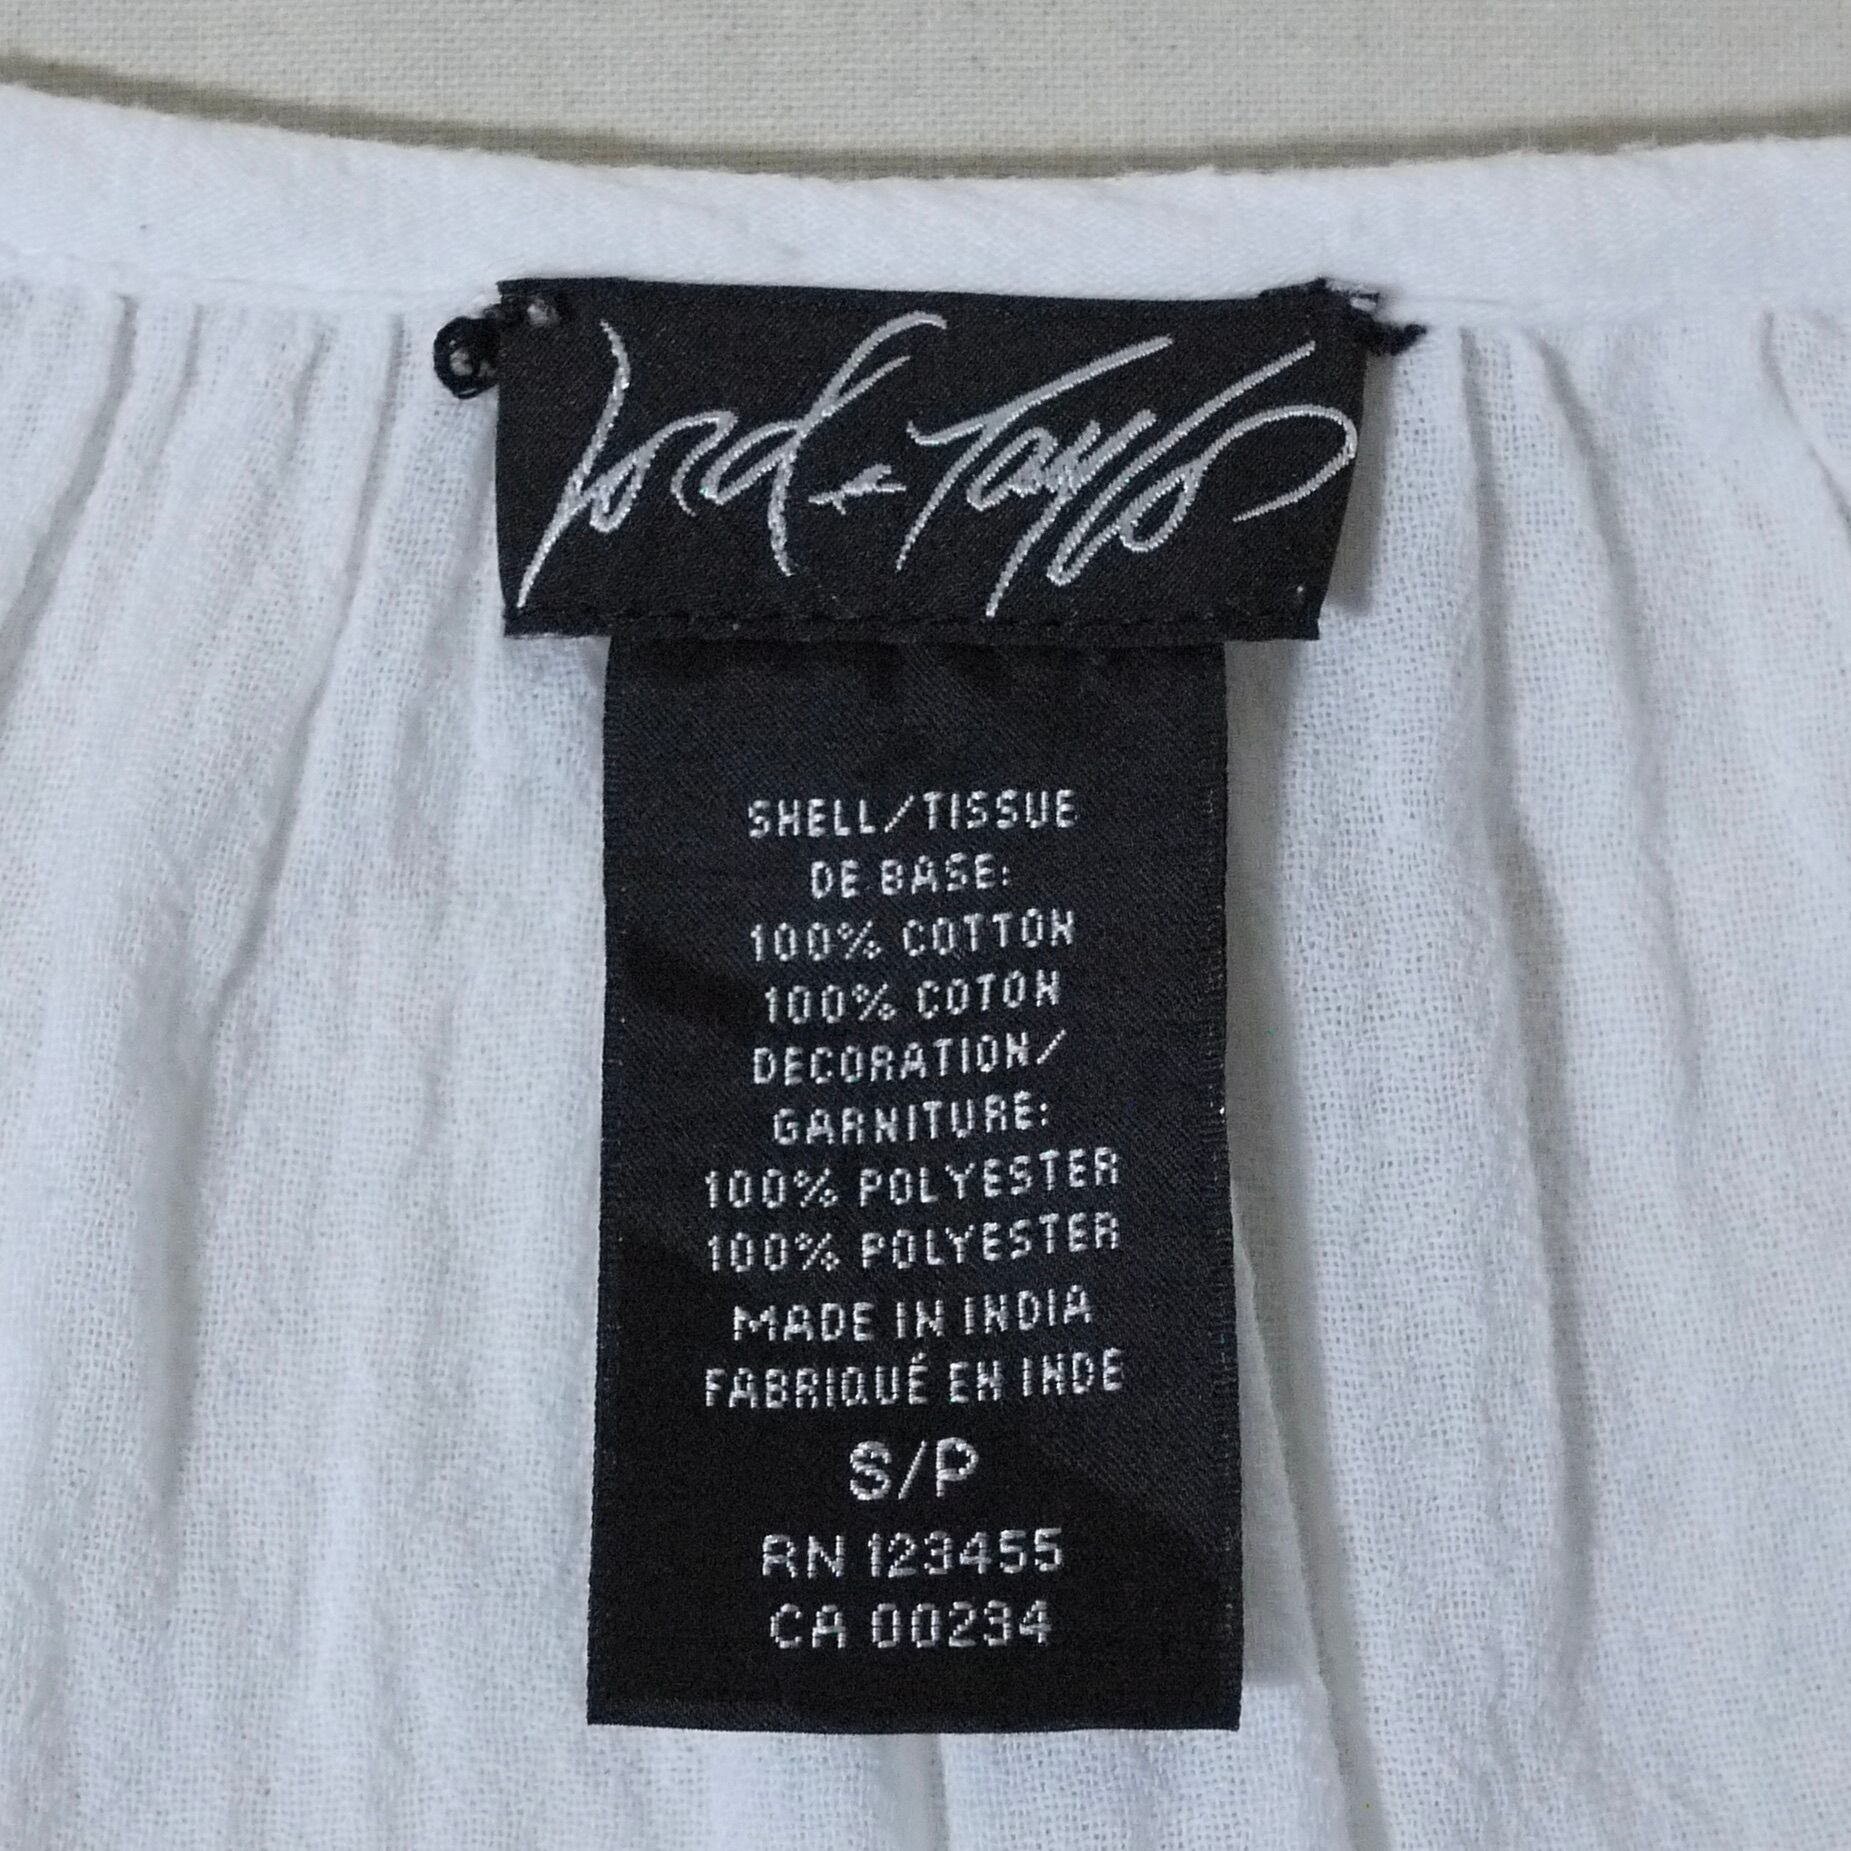 Lord & Taylor
SHELL/TISSUE
DE BASE:
100% COTTON
100% COTON
DECORATION/
GARNITURE:
100% POLYESTER
100% POLYESTER
MADE IN INDIA
FABRIQUÉ EN INDE
S/P
RN 123455
CA 00234